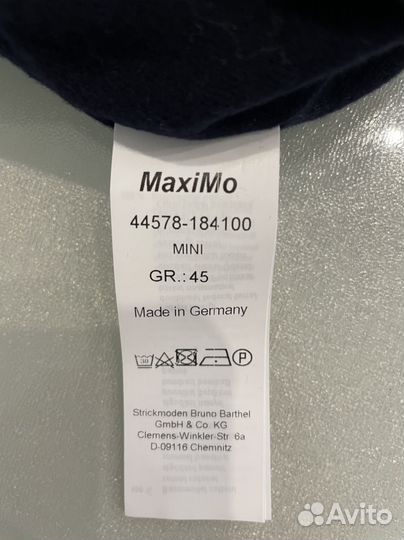 MaxiMo
44578-184100
MINI
GR.: 45
Made in Germany
30
P
Strickmoden Bruno Barthel
GmbH & Co. KG
Clemens-Winkler-Str. 6a
D-09116 Chemnitz
Avito